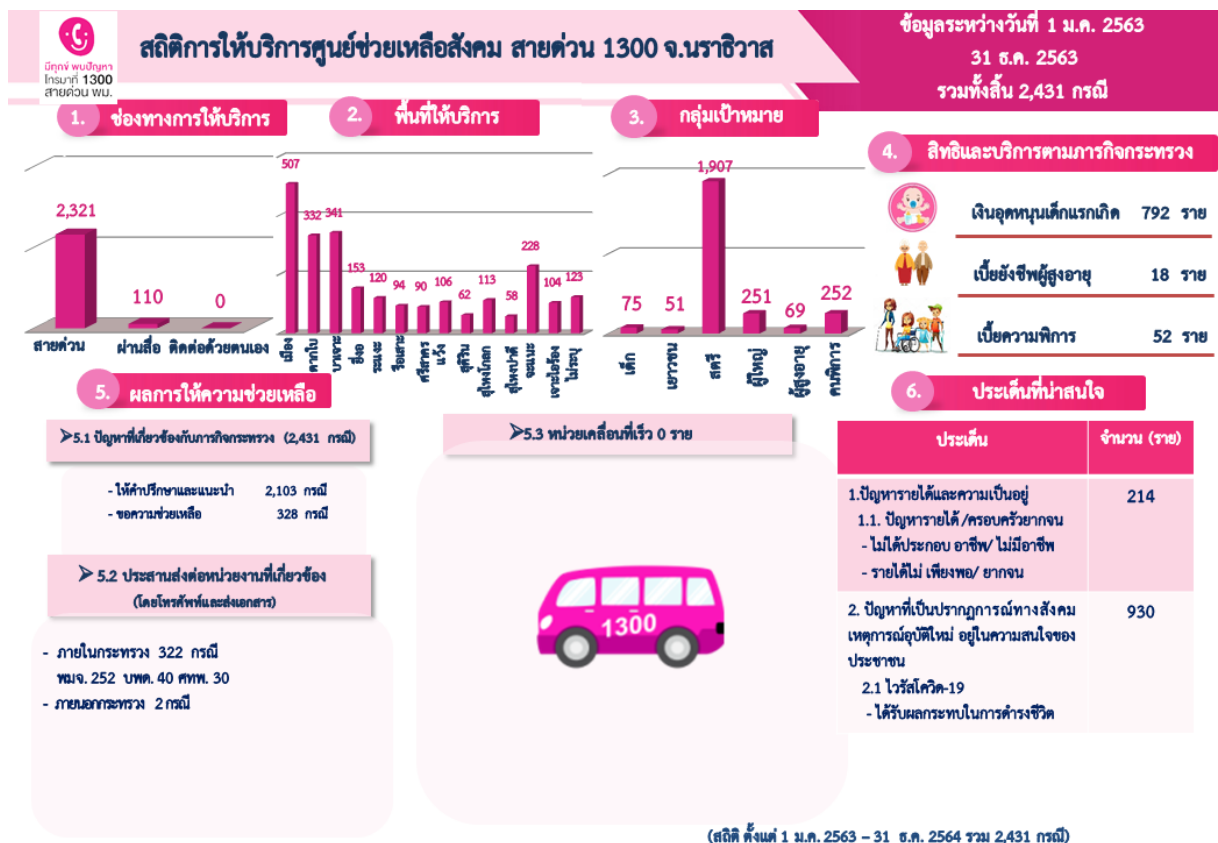 มีทุกข์ พบปัญหา
โทรมาที่ 1300
สายด่วน พม.
สถิติการให้บริการศูนย์ช่วยเหลือสังคม สายด่วน 1300 จ.นราธิวาส
ข้อมูลระหว่างวันที่ 1 ม.ค. 2563
31 ธ.ค. 2563
รวมทั้งสิ้น 2,431 กรณี
1. ช่องทางการให้บริการ
2,321
110
0
สายด่วน ผ่านสื่อ ติดต่อด้วยตนเอง
2. พื้นที่ให้บริการ
507
332
341
153
120
94
90
106
62
113
58
228
104
123
เมือง
ตากใบ
บาเจาะ
ยี่งอ
ระแงะ
รือเสาะ
ศรีสาคร
แว้ง
สุคิริน
สุไหงโกลก
สุไหงปาดี
จะแนะ
เจาะไอร้อง
ไม่ระบุ
3. กลุ่มเป้าหมาย
75
51
1,907
251
69
252
เด็ก
เยาวชน
สตรี
ผู้ใหญ่
ผู้สูงอายุ
คนพิการ
4. สิทธิและบริการตามภารกิจกระทรวง
เงินอุดหนุนเด็กแรกเกิด 792 ราย
เบี้ยยังชีพผู้สูงอายุ 18 ราย
เบี้ยความพิการ 52 ราย
5. ผลการให้ความช่วยเหลือ
➢5.1 ปัญหาที่เกี่ยวข้องกับภารกิจกระทรวง (2,431 กรณี)
- ให้คำปรึกษาและแนะนำ 2,103 กรณี
- ขอความช่วยเหลือ 328 กรณี
➢ 5.2 ประสานส่งต่อหน่วยงานที่เกี่ยวข้อง
(โดยโทรศัพท์และส่งเอกสาร)
- ภายในกระทรวง 322 กรณี
พมจ. 252 บพด. 40 ศทพ. 30
- ภายนอกกระทรวง 2 กรณี
➢5.3 หน่วยเคลื่อนที่เร็ว 0 ราย
1300
6. ประเด็นที่น่าสนใจ
ประเด็น จำนวน (ราย)
1.ปัญหารายได้และความเป็นอยู่ 214
1.1. ปัญหารายได้ /ครอบครัวยากจน
- ไม่ได้ประกอบ อาชีพ/ ไม่มีอาชีพ
- รายได้ไม่ เพียงพอ/ ยากจน
2. ปัญหาที่เป็นปรากฏการณ์ทางสังคม 930
เหตุการณ์อุบัติใหม่ อยู่ในความสนใจของ
ประชาชน
2.1 ไวรัสโควิด-19
- ได้รับผลกระทบในการดำรงชีวิต
(สถิติ ตั้งแต่ 1 ม.ค. 2563 – 31 ธ.ค. 2564 รวม 2,431 กรณี)